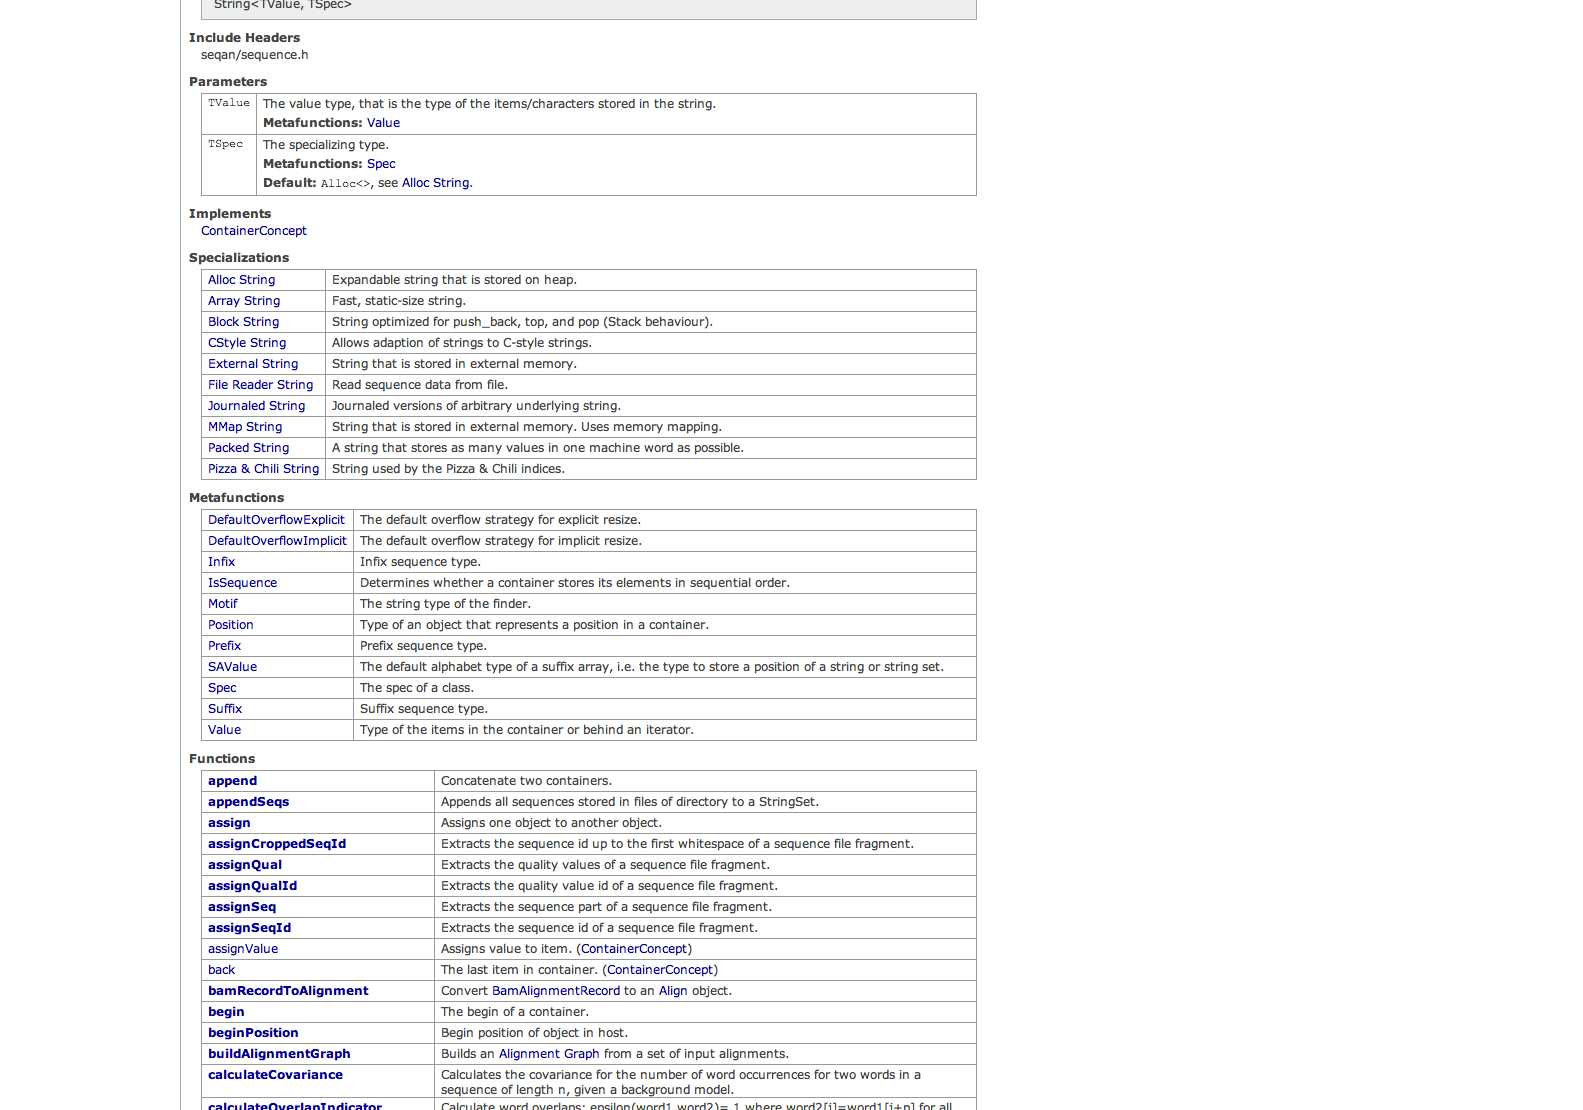 String<TValue, TSpec>
Include Headers
seqan/sequence.h
Parameters
TValue The value type, that is the type of the items/characters stored in the string.
Metafunctions: Value
TSpec The specializing type.
Metafunctions: Spec
Default: Alloc<>, see Alloc String.
Implements
ContainerConcept
Specializations
Alloc String Expandable string that is stored on heap.
Array String Fast, static-size string.
Block String String optimized for push_back, top, and pop (Stack behaviour).
CStyle String Allows adaption of strings to C-style strings.
External String String that is stored in external memory.
File Reader String Read sequence data from file.
Journaled String Journaled versions of arbitrary underlying string.
MMap String String that is stored in external memory. Uses memory mapping.
Packed String A string that stores as many values in one machine word as possible.
Pizza & Chili String String used by the Pizza & Chili indices.
Metafunctions
DefaultOverflowExplicit The default overflow strategy for explicit resize.
DefaultOverflowImplicit The default overflow strategy for implicit resize.
Infix Infix sequence type.
IsSequence Determines whether a container stores its elements in sequential order.
Motif The string type of the finder.
Position Type of an object that represents a position in a container.
Prefix Prefix sequence type.
SAValue The default alphabet type of a suffix array, i.e. the type to store a position of a string or string set.
Spec The spec of a class.
Suffix Suffix sequence type.
Value Type of the items in the container or behind an iterator.
Functions
append Concatenate two containers.
appendSeqs Appends all sequences stored in files of directory to a StringSet.
assign Assigns one object to another object.
assignCroppedSeqId Extracts the sequence id up to the first whitespace of a sequence file fragment.
assignQual Extracts the quality values of a sequence file fragment.
assignQualId Extracts the quality value id of a sequence file fragment.
assignSeq Extracts the sequence part of a sequence file fragment.
assignSeqId Extracts the sequence id of a sequence file fragment.
assignValue Assigns value to item. (ContainerConcept)
back The last item in container. (ContainerConcept)
bamRecordToAlignment Convert BamAlignmentRecord to an Align object.
begin The begin of a container.
beginPosition Begin position of object in host.
buildAlignmentGraph Builds an Alignment Graph from a set of input alignments.
calculateCovariance Calculates the covariance for the number of word occurrences for two words in a
sequence of length n, given a background model.
calculateOverlapIndicator Calculate word overlaps: epsilon(word1,word2)= 1 where word2[j]=word1[j+p] for all